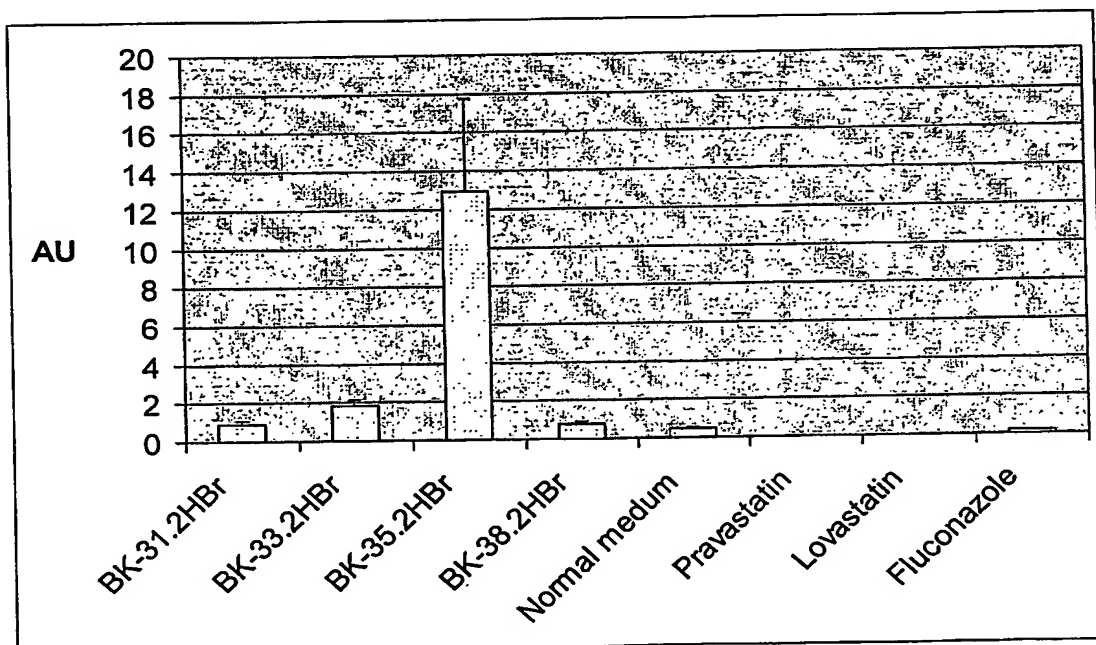 20
18
16
14
12
10
8
6
4
2
0
AU
BK-31.2HBr
BK-33.2HBr
BK-35.2HBr
BK-38.2HBr
Normal medum
Pravastatin
Lovastatin
Fluconazole